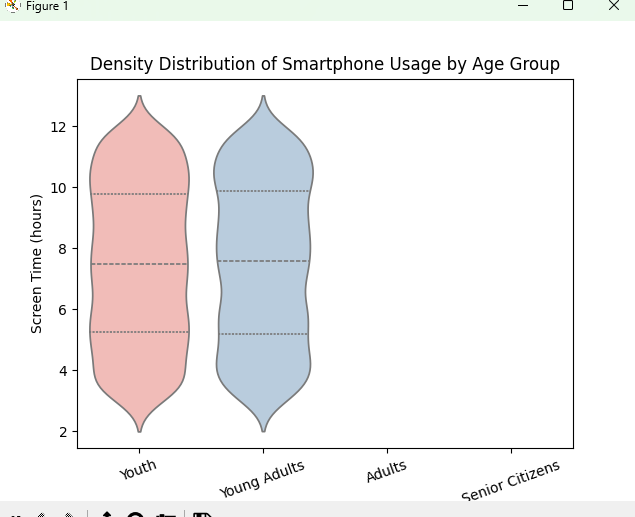 Figure 1
Density Distribution of Smartphone Usage by Age Group
12
10
8
6
4
2
Screen Time (hours)
Youth
Young Adults
Adults
Senior Citizens